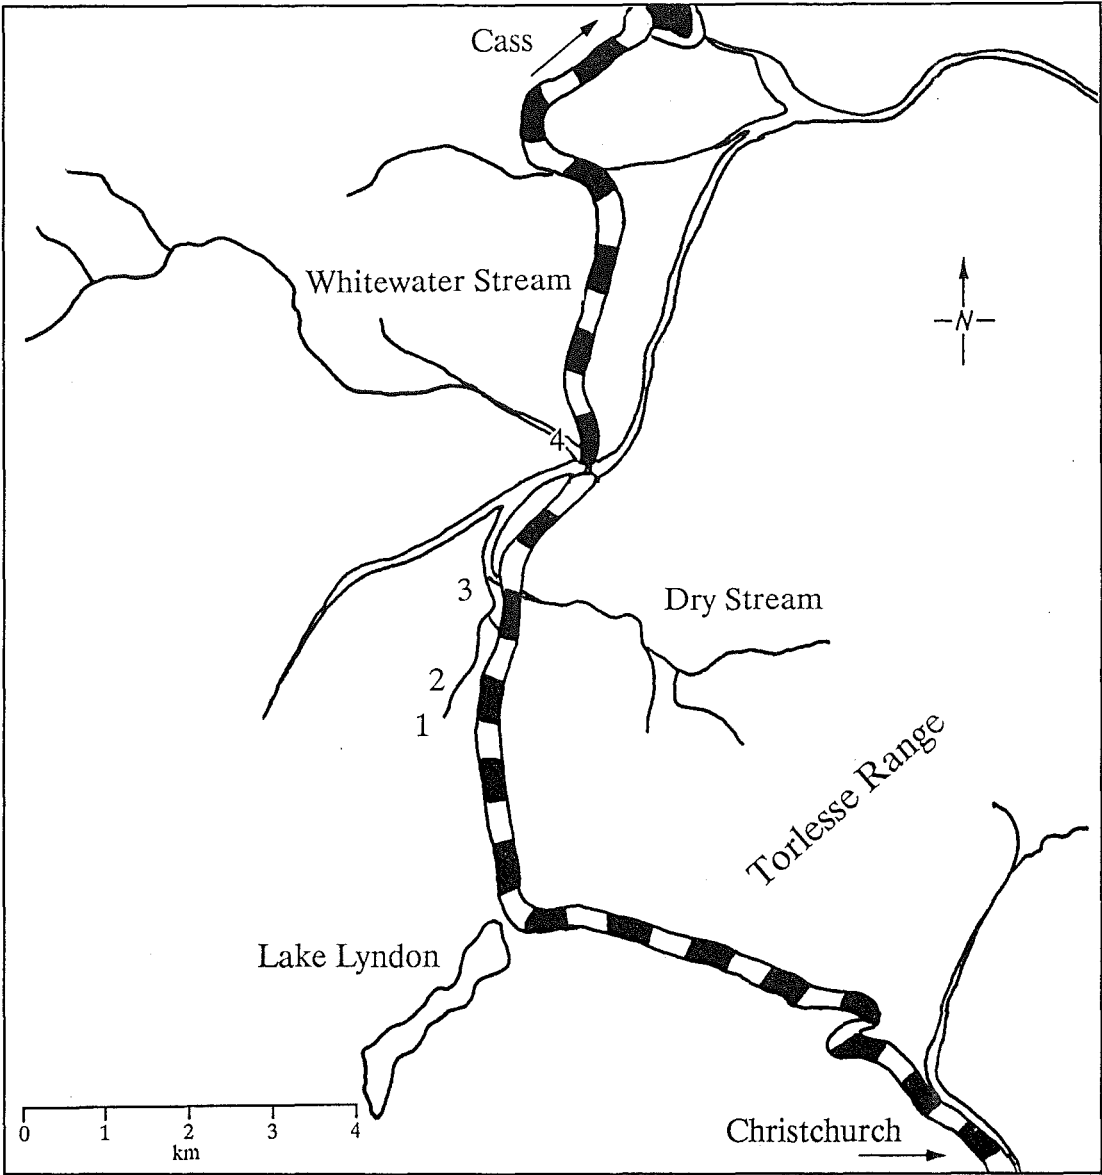 Cass
Whitewater Stream
N
4
3
Dry Stream
2
1
Torlesse Range
Lake Lyndon
0 1 2 3 4
km
Christchurch